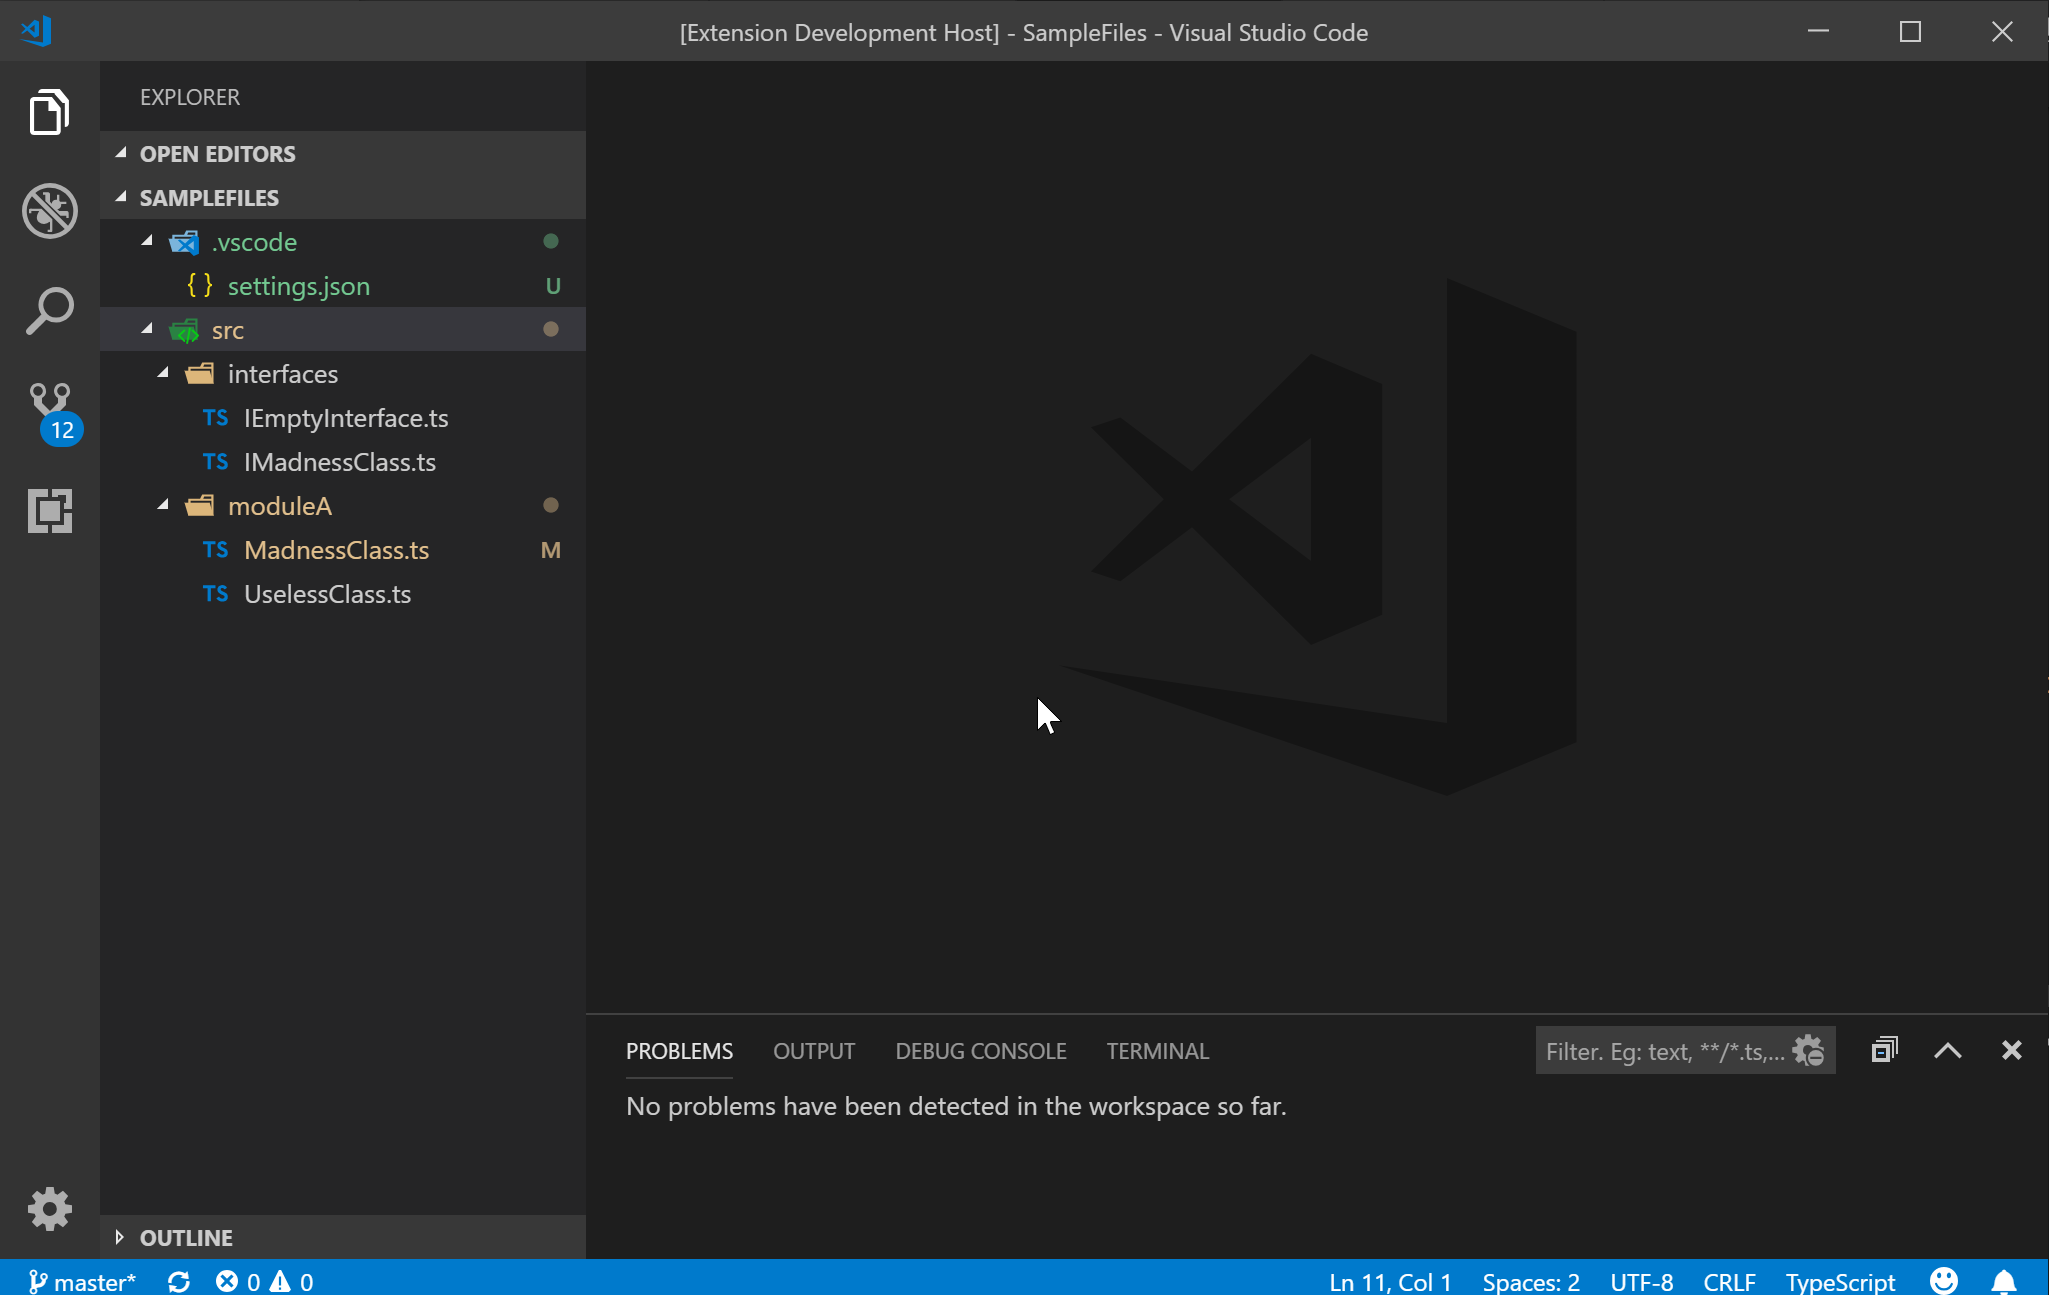 [Extension Development Host] - SampleFiles - Visual Studio Code
EXPLORER
OPEN EDITORS
SAMPLEFILES
.vscode
{ } settings.json U
src
interfaces
TS IEmptyInterface.ts
TS IMadnessClass.ts
moduleA
TS MadnessClass.ts M
TS UselessClass.ts
12
OUTLINE
PROBLEMS OUTPUT DEBUG CONSOLE TERMINAL Filter. Eg: text, **/*.ts,...
No problems have been detected in the workspace so far.
master* 0 0 Ln 11, Col 1 Spaces: 2 UTF-8 CRLF TypeScript